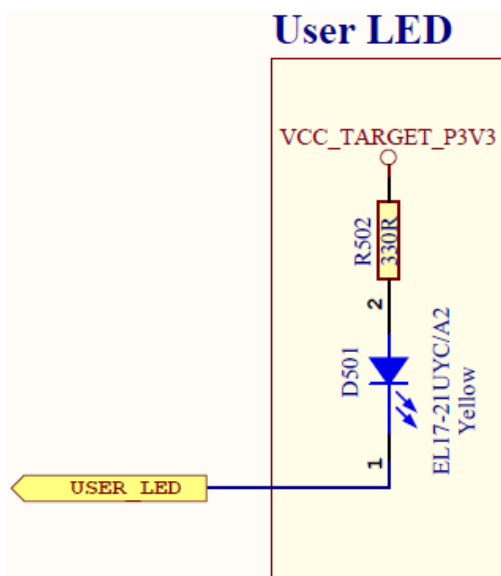 User LED
VCC_TARGET_P3V3
R502
330R
2
D501
EL17-21UYC/A2
Yellow
1
USER_LED